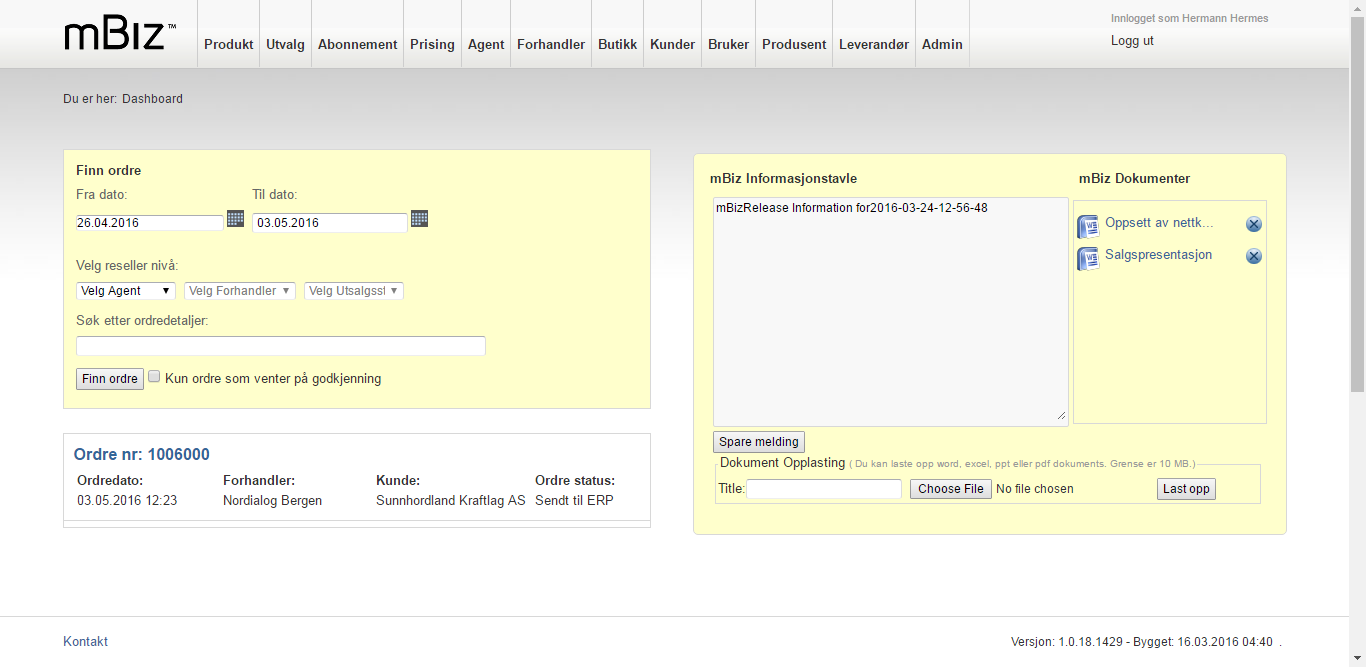 mBiz™
Produkt Utvalg Abonnement Prising Agent Forhandler Butikk Kunder Bruker Produsent Leverandør Admin
Innlogget som Hermann Hermes
Logg ut
Du er her: Dashboard
Finn ordre
Fra dato: Til dato:
26.04.2016 03.05.2016
Velg reseller nivå:
Velg Agent Velg Forhandler Velg Utsalgsst
Søk etter ordredetaljer:
Finn ordre Kun ordre som venter på godkjenning
Ordre nr: 1006000
Ordredato: Forhandler: Kunde: Ordre status:
03.05.2016 12:23 Nordialog Bergen Sunnhordland Kraftlag AS Sendt til ERP
mBiz Informasjonstavle
mBizRelease Information for2016-03-24-12-56-48
mBiz Dokumenter
Oppsett av nettk...
Salgspresentasjon
Spare melding
Dokument Opplasting ( Du kan laste opp word, excel, ppt eller pdf dokuments. Grense er 10 MB.)
Title: Choose File No file chosen Last opp
Kontakt
Versjon: 1.0.18.1429 - Bygget: 16.03.2016 04:40 .